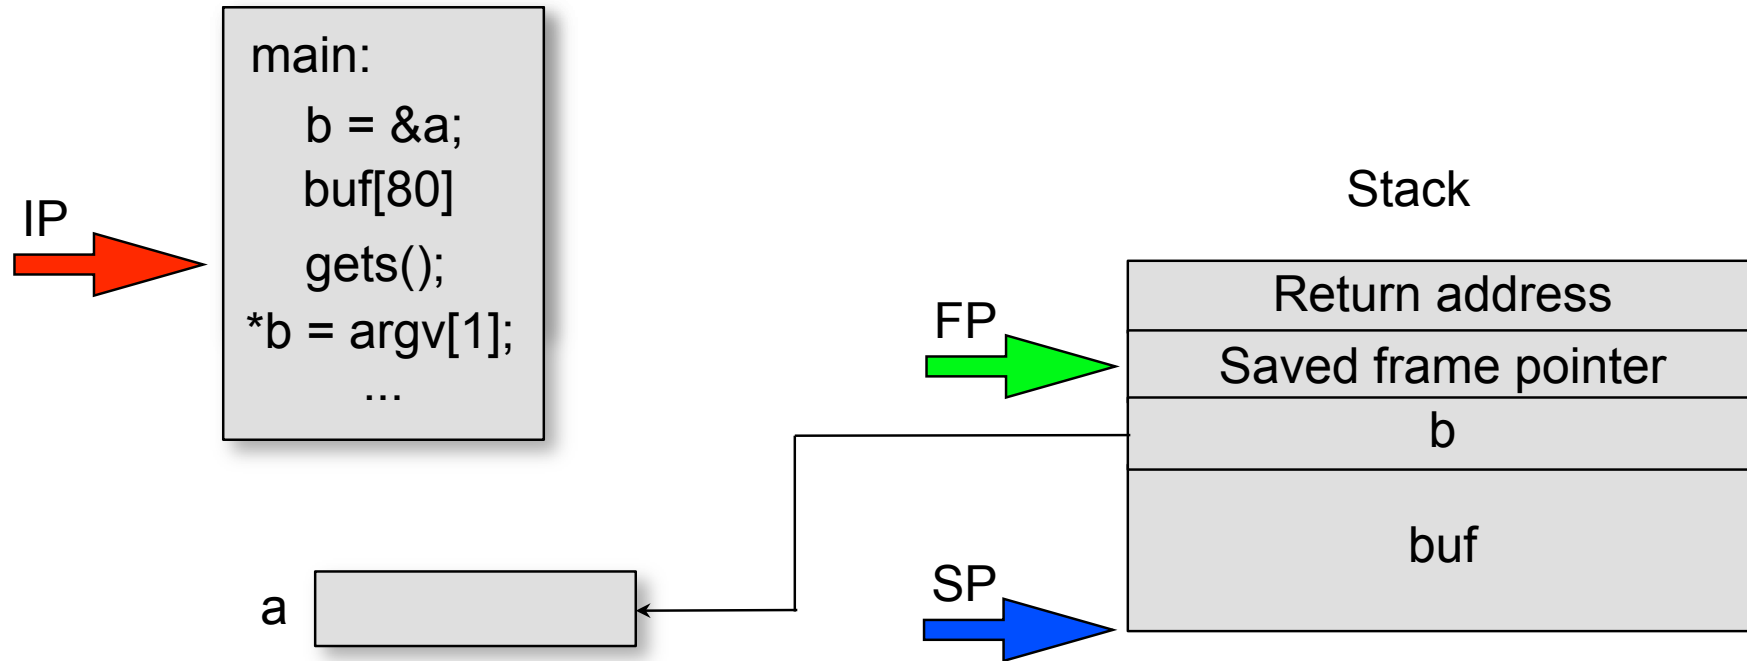 main:
b = &a;
buf[80]
gets();
*b = argv[1];
...
IP
Stack
Return address
FP
Saved frame pointer
b
buf
SP
a